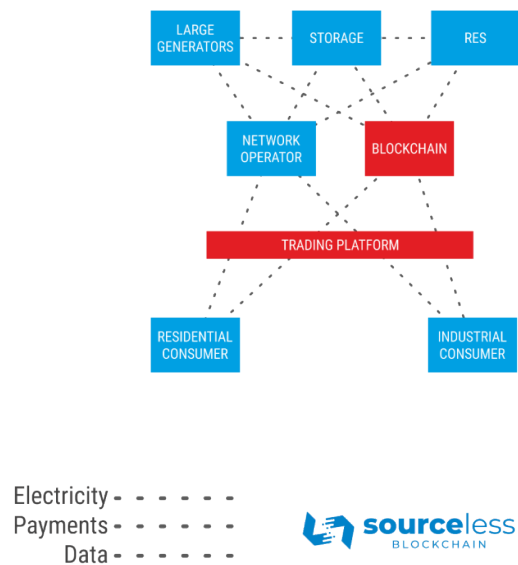 LARGE
GENERATORS
STORAGE
RES
NETWORK
OPERATOR
BLOCKCHAIN
TRADING PLATFORM
RESIDENTIAL
CONSUMER
INDUSTRIAL
CONSUMER
Electricity
Payments
Data
sourceless
BLOCKCHAIN